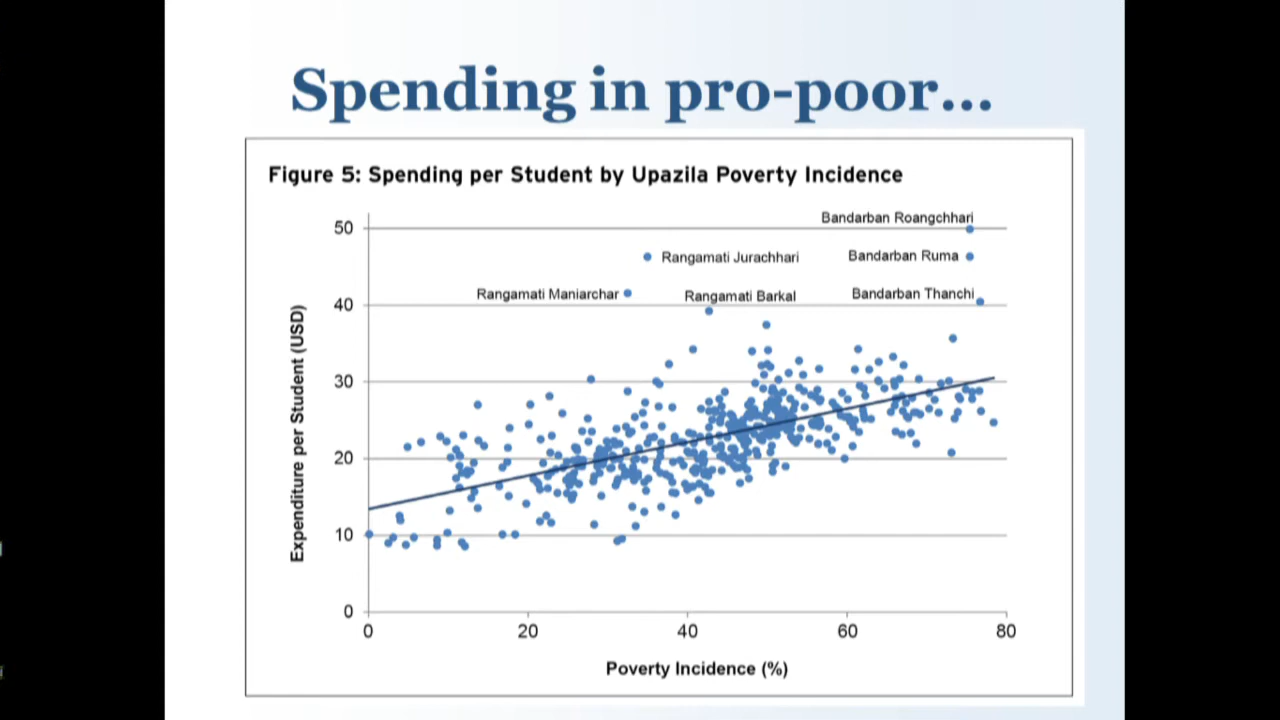 Spending in pro-poor...
Figure 5: Spending per Student by Upazila Poverty Incidence
Bandarban Roangchhari
50
Rangamati Jurachhari
Bandarban Ruma
Rangamati Maniarchar
Rangamati Barkal
Bandarban Thanchi
40
30
20
10
0
Expenditure per Student (USD)
0 20 40 60 80
Poverty Incidence (%)